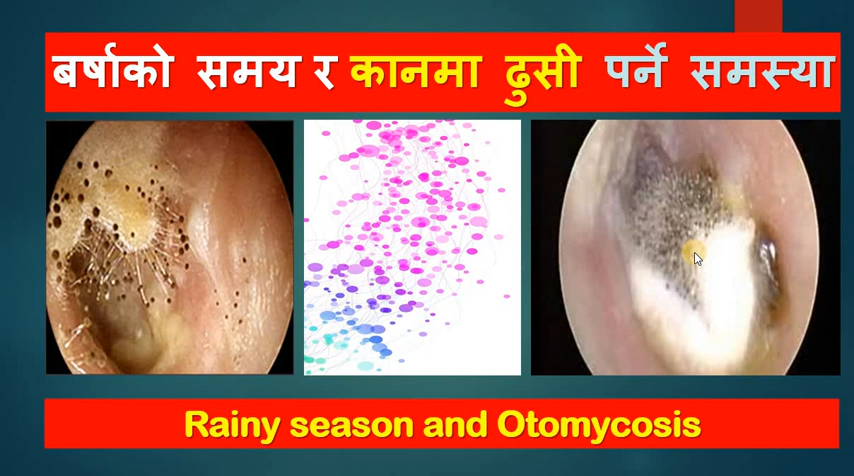 बर्षाको समय र कानमा ढुसी पर्ने समस्या
Rainy season and Otomycosis